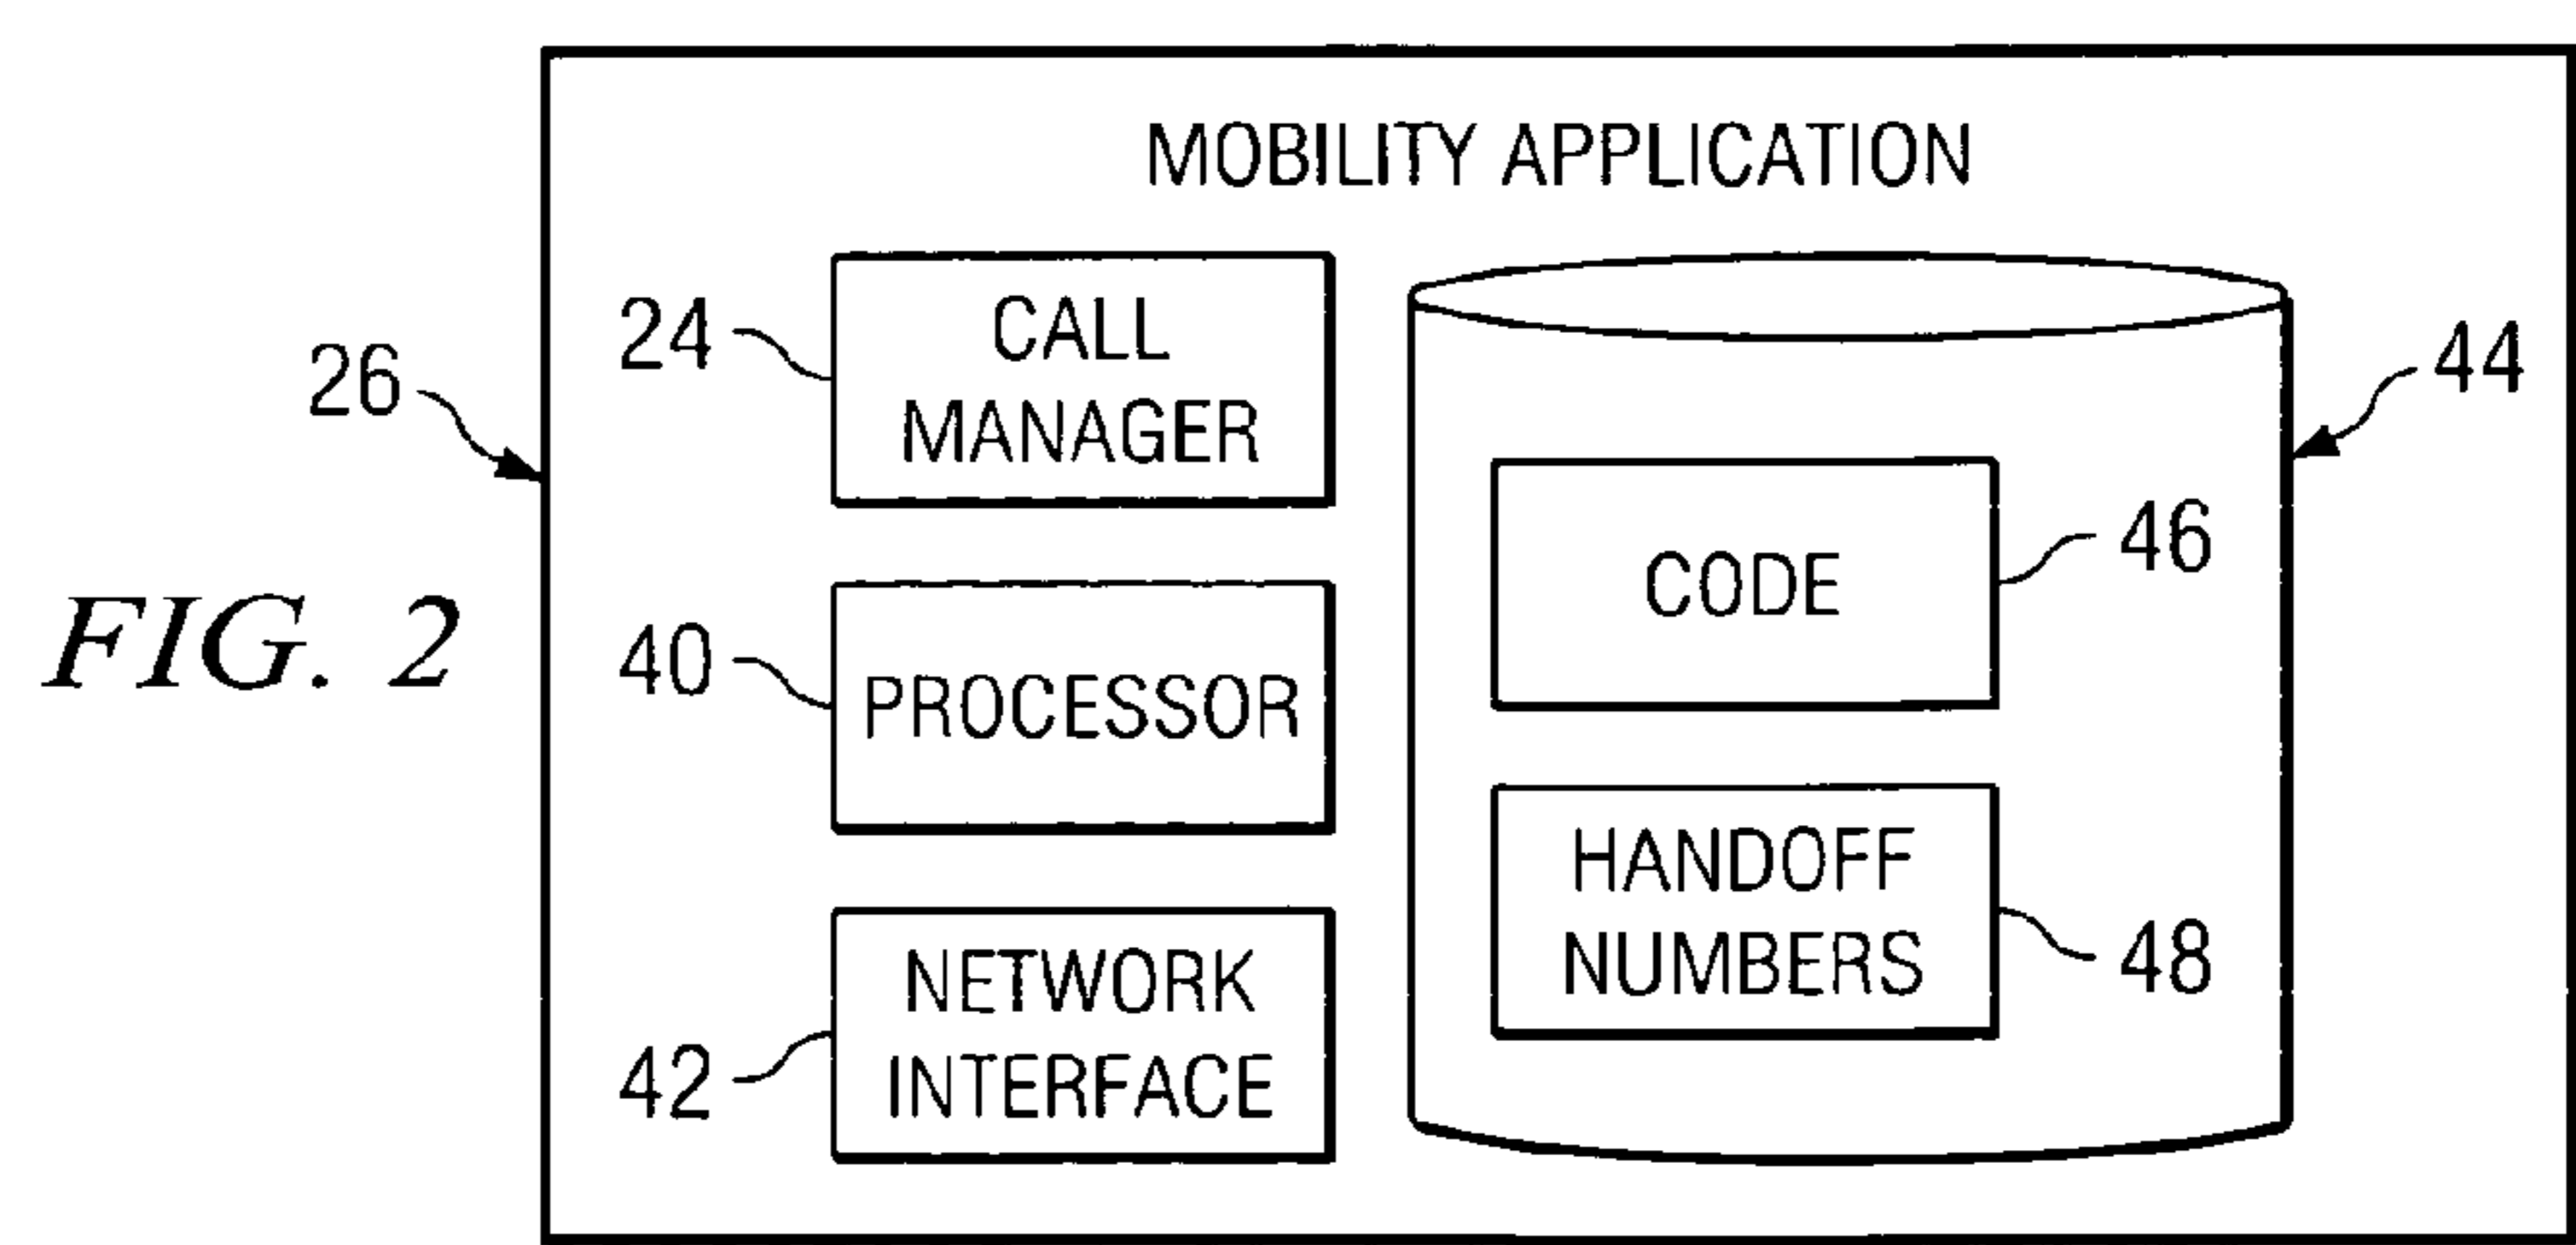 MOBILITY APPLICATION
24
CALL
MANAGER
26
44
46
CODE
FIG. 2
40
PROCESSOR
HANDOFF
NUMBERS
48
NETWORK
INTERFACE
42